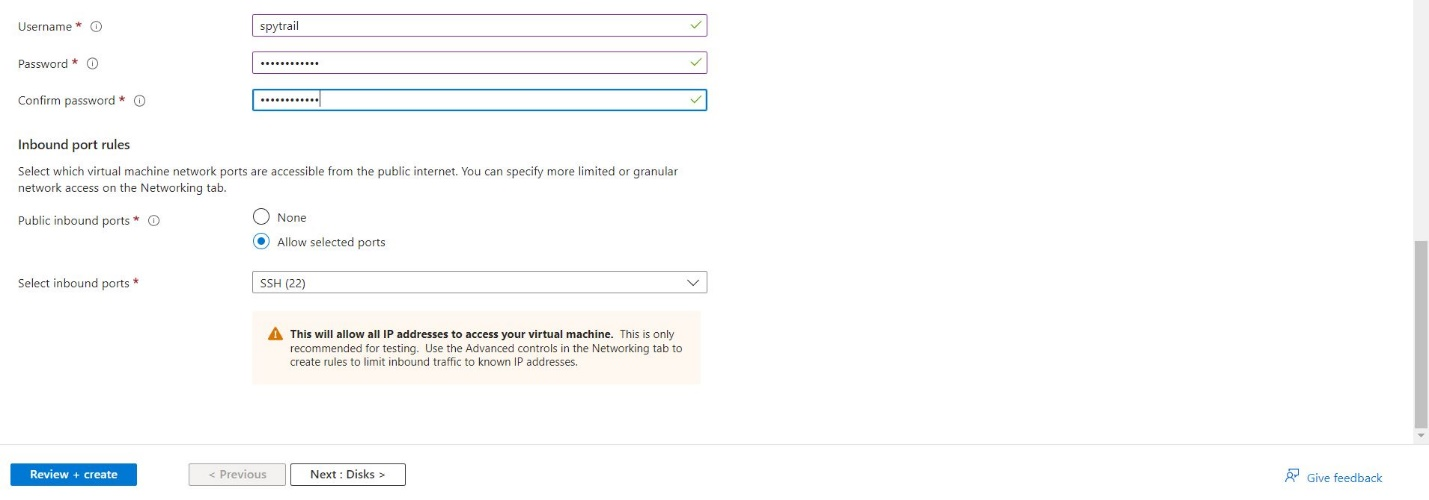 Username *
spytrail
Password *
••••••••••••
Confirm password *
••••••••••••
Inbound port rules
Select which virtual machine network ports are accessible from the public internet. You can specify more limited or granular
network access on the Networking tab.
Public inbound ports *
None
Allow selected ports
Select inbound ports *
SSH (22)
This will allow all IP addresses to access your virtual machine. This is only
recommended for testing. Use the Advanced controls in the Networking tab to
create rules to limit inbound traffic to known IP addresses.
Review + create
< Previous
Next : Disks >
Give feedback